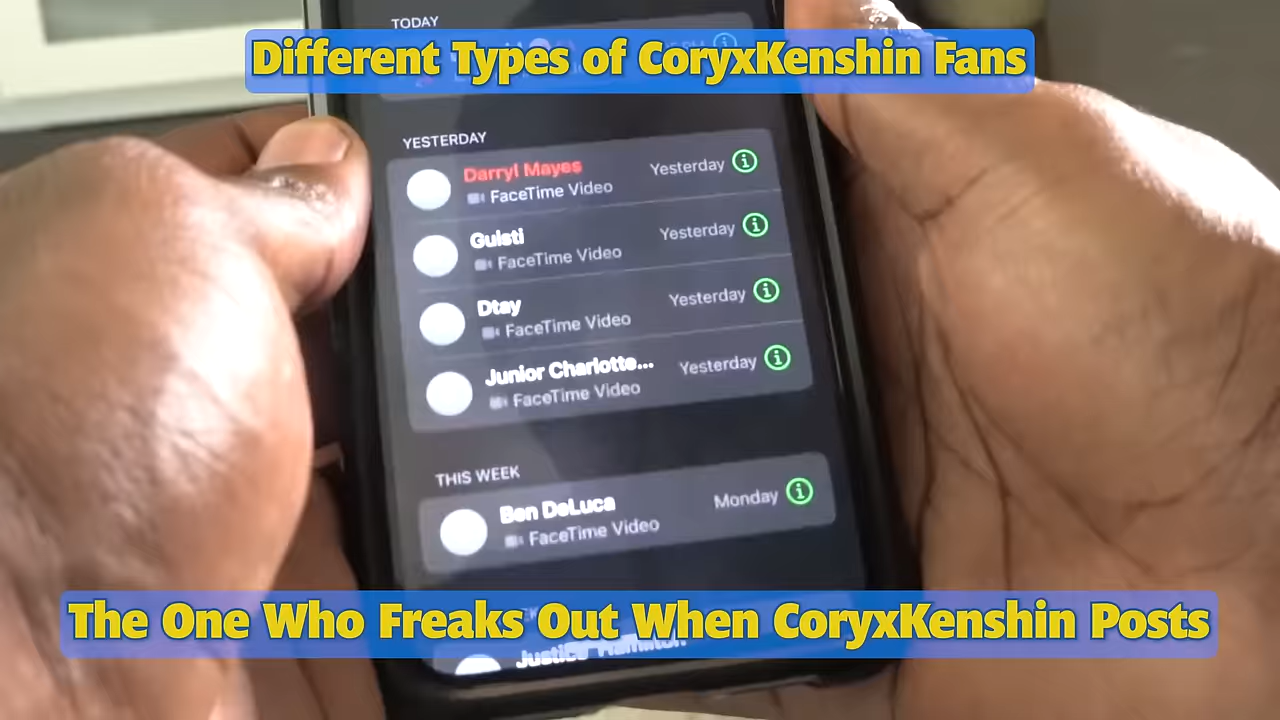 TODAY
Different Types of CoryxKenshin Fans
YESTERDAY
Darryl Mayes
Yesterday
FaceTime Video
Guisti
Yesterday
FaceTime Video
Dtay
Yesterday
FaceTime Video
Junior Charlotte...
Yesterday
FaceTime Video
THIS WEEK
Ben DeLuca
Monday
FaceTime Video
The One Who Freaks Out When CoryxKenshin Posts
Justice Hamilton